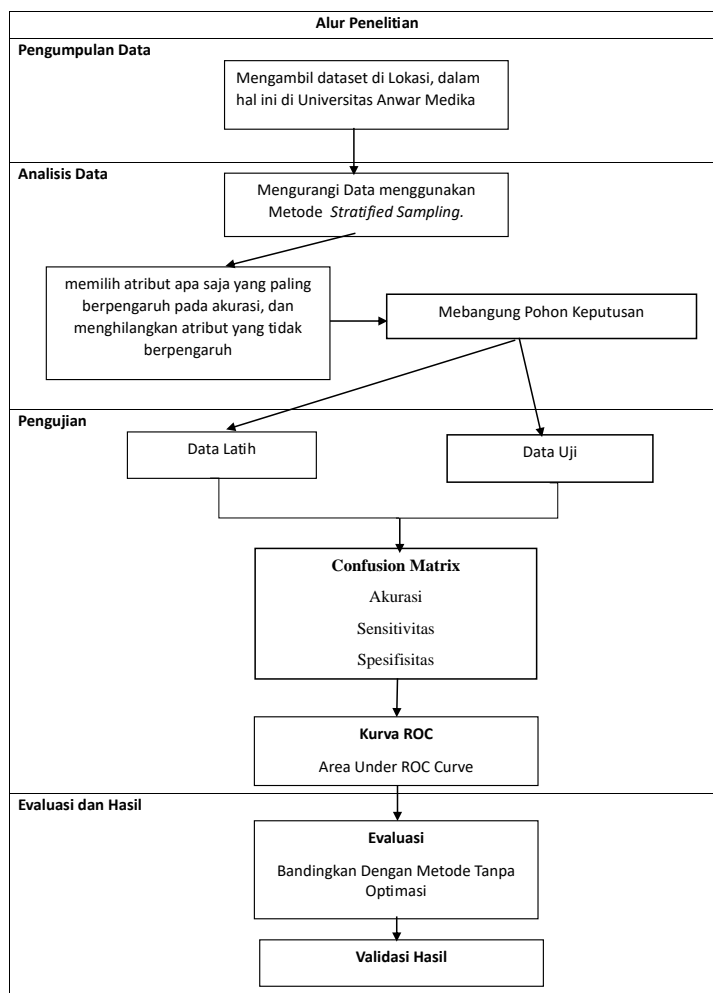 Alur Penelitian
Pengumpulan Data
Mengambil dataset di Lokasi, dalam
hal ini di Universitas Anwar Medika
Analisis Data
Mengurangi Data menggunakan
Metode Stratified Sampling.
memilih atribut apa saja yang paling
berpengaruh pada akurasi, dan
menghilangkan atribut yang tidak
berpengaruh
Mebangung Pohon Keputusan
Pengujian
Data Latih
Data Uji
Confusion Matrix
Akurasi
Sensitivitas
Spesifisitas
Kurva ROC
Area Under ROC Curve
Evaluasi dan Hasil
Evaluasi
Bandingkan Dengan Metode Tanpa
Optimasi
Validasi Hasil